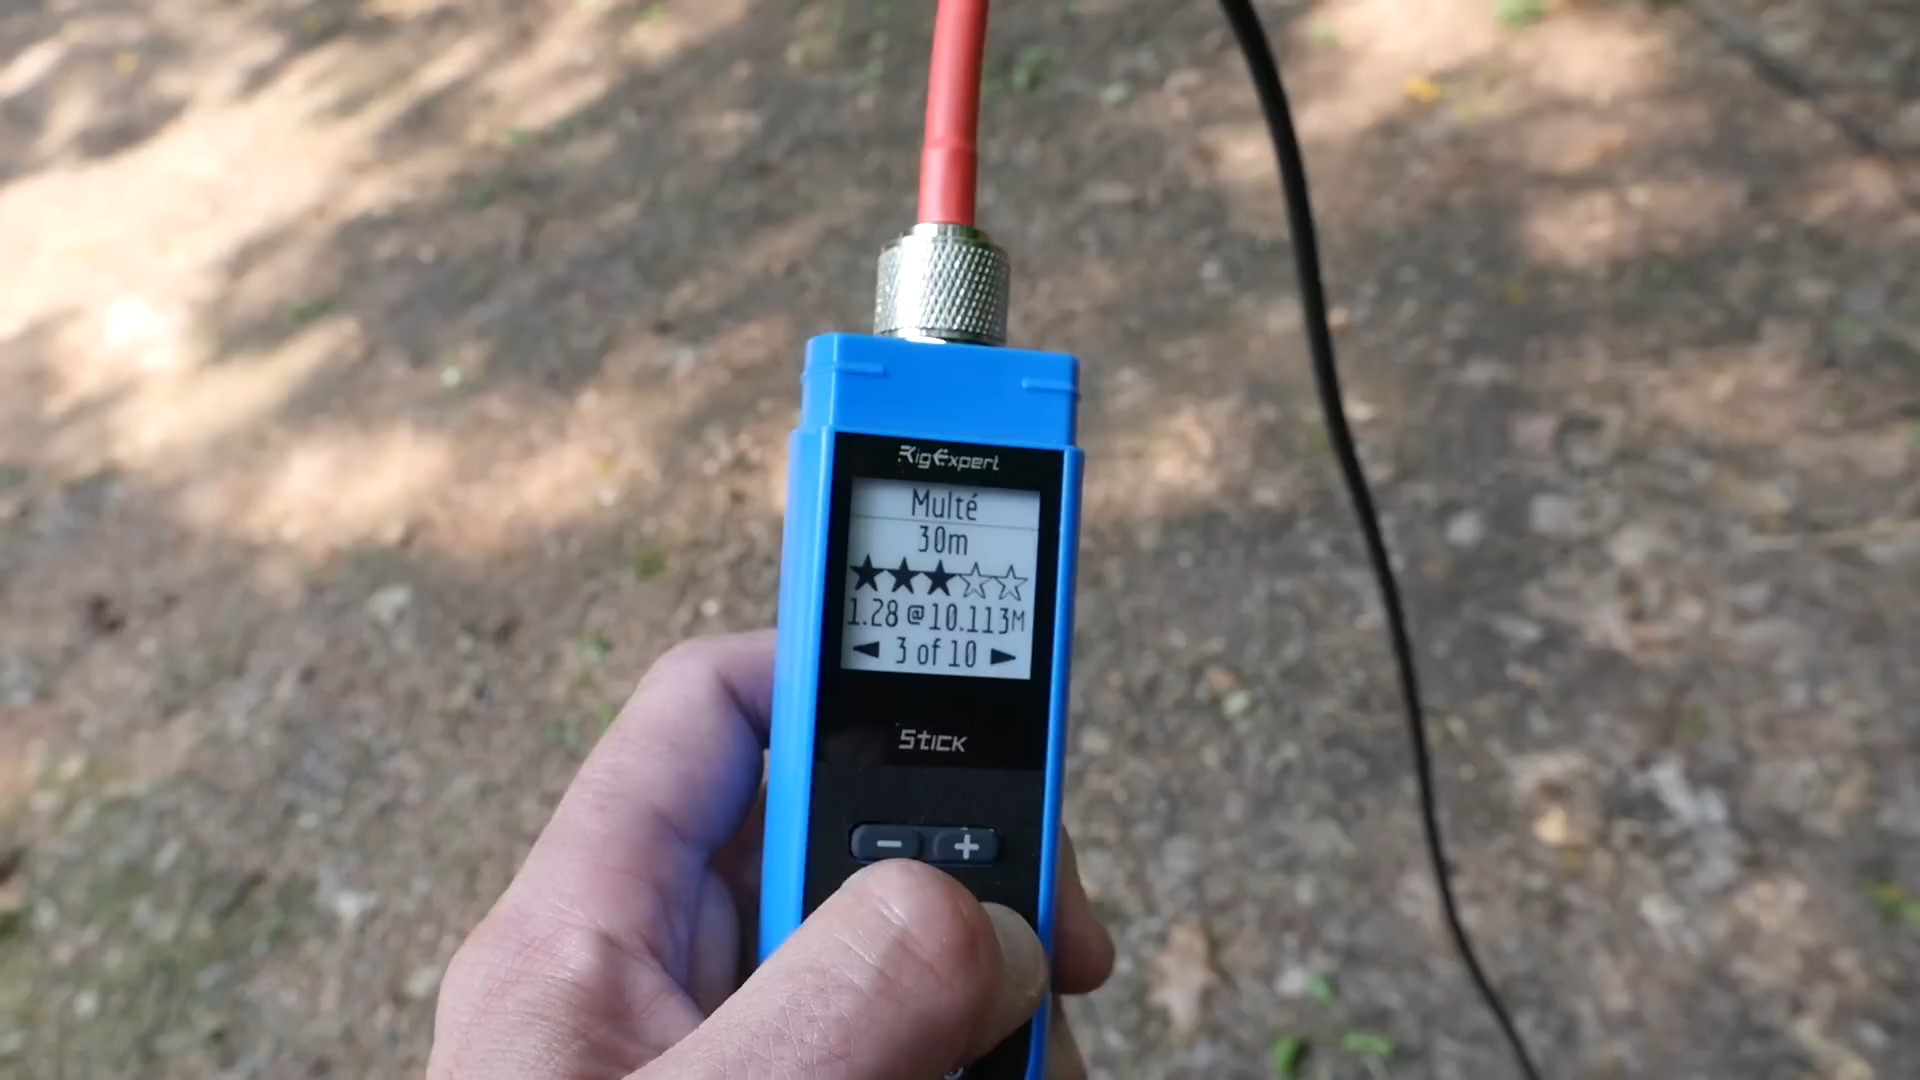 RigExpert
Multé
30m
★★★☆☆
1.28 @10.113M
◄ 3 of 10 ►
Stick
− +